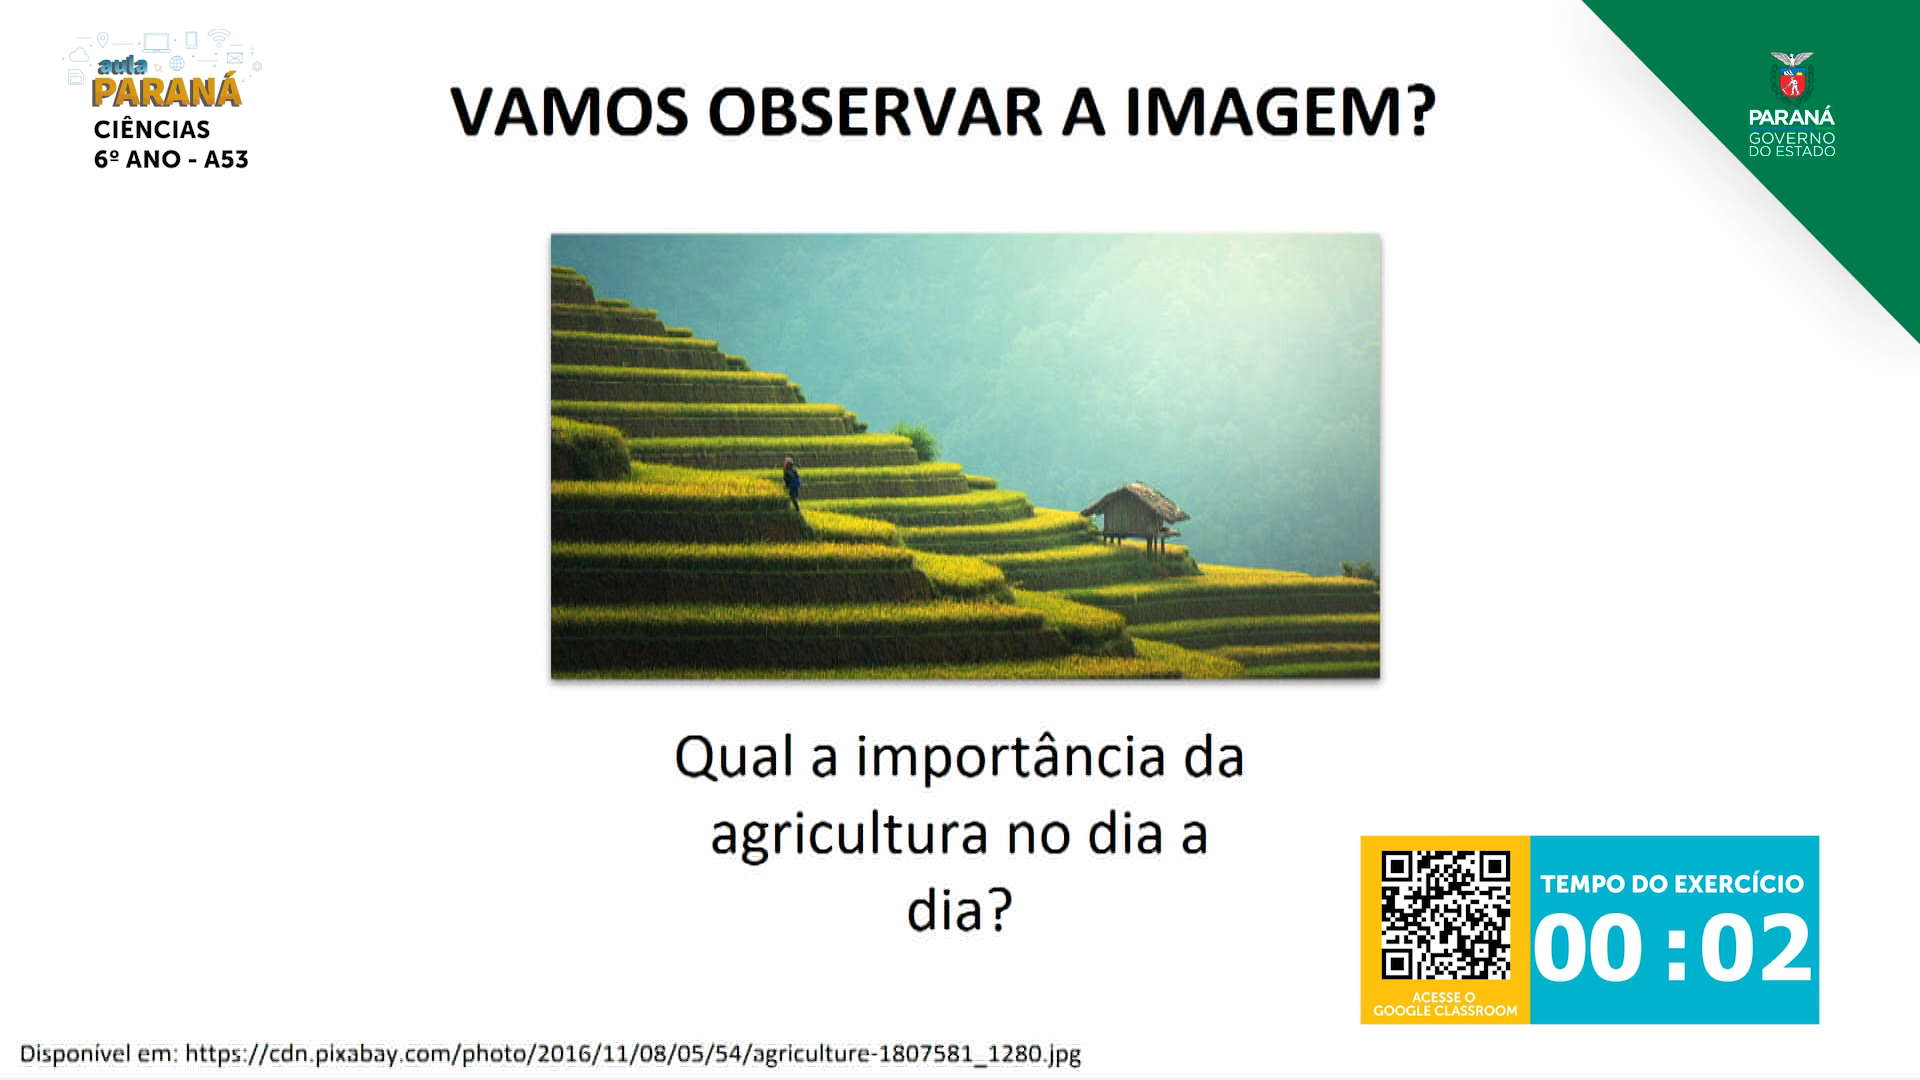 aula
PARANÁ
CIÊNCIAS
6º ANO - A53
VAMOS OBSERVAR A IMAGEM?
PARANÁ
GOVERNO
DO ESTADO
Qual a importância da
agricultura no dia a
dia?
TEMPO DO EXERCÍCIO
00:02
ACESSE O
GOOGLE CLASSROOM
Disponível em: https://cdn.pixabay.com/photo/2016/11/08/05/54/agriculture-1807581_1280.jpg